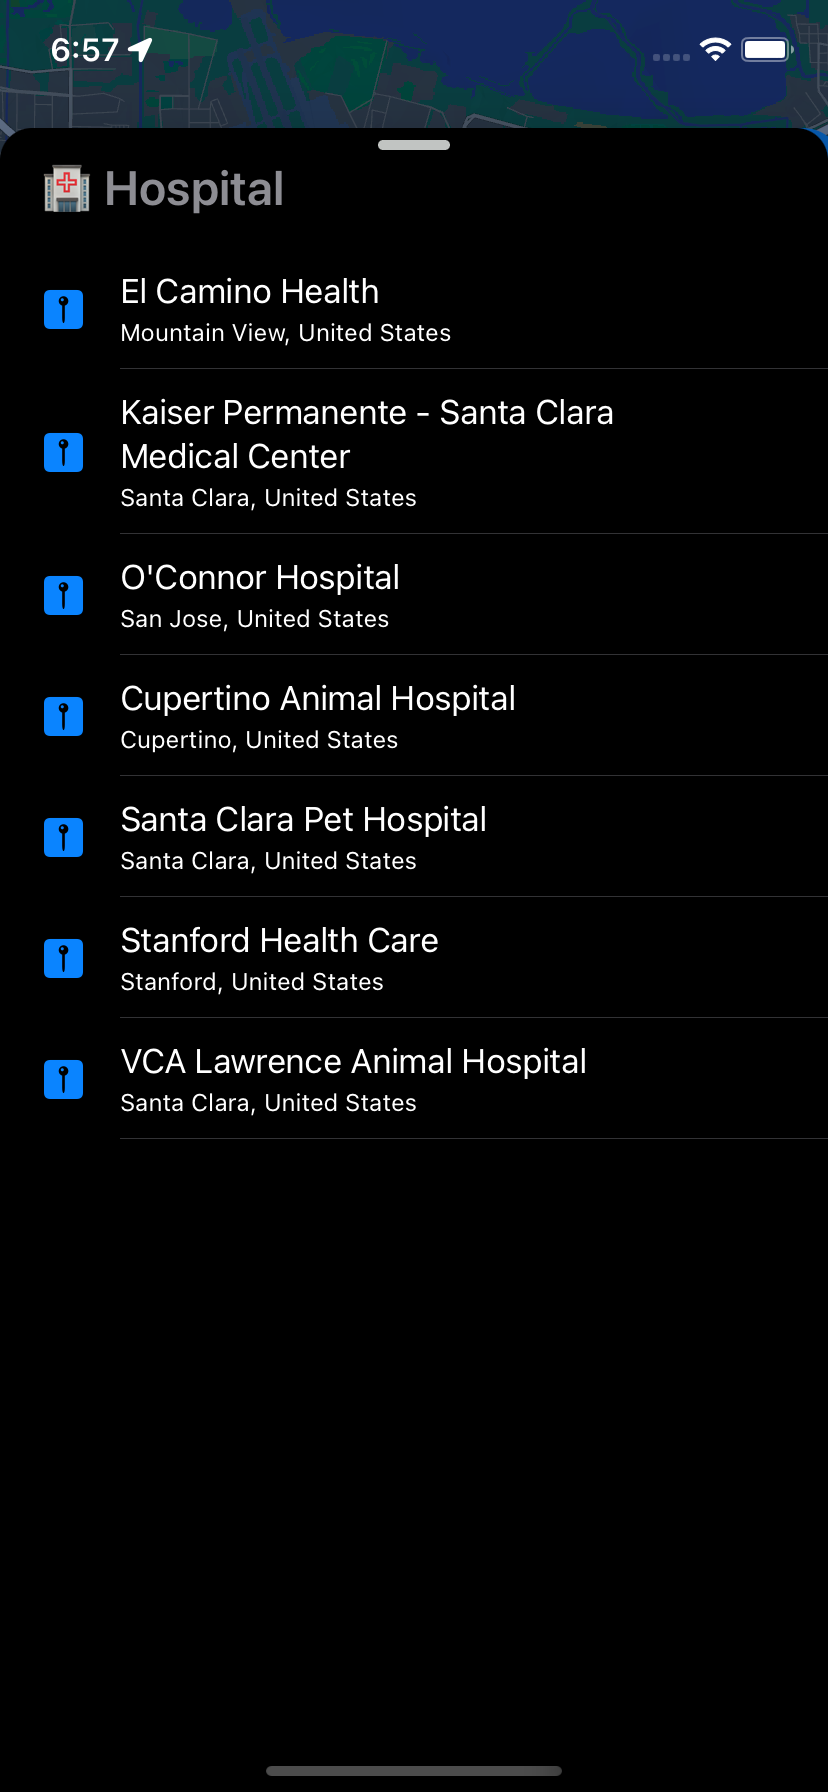 6:57
Hospital
El Camino Health
Mountain View, United States
Kaiser Permanente - Santa Clara
Medical Center
Santa Clara, United States
O'Connor Hospital
San Jose, United States
Cupertino Animal Hospital
Cupertino, United States
Santa Clara Pet Hospital
Santa Clara, United States
Stanford Health Care
Stanford, United States
VCA Lawrence Animal Hospital
Santa Clara, United States